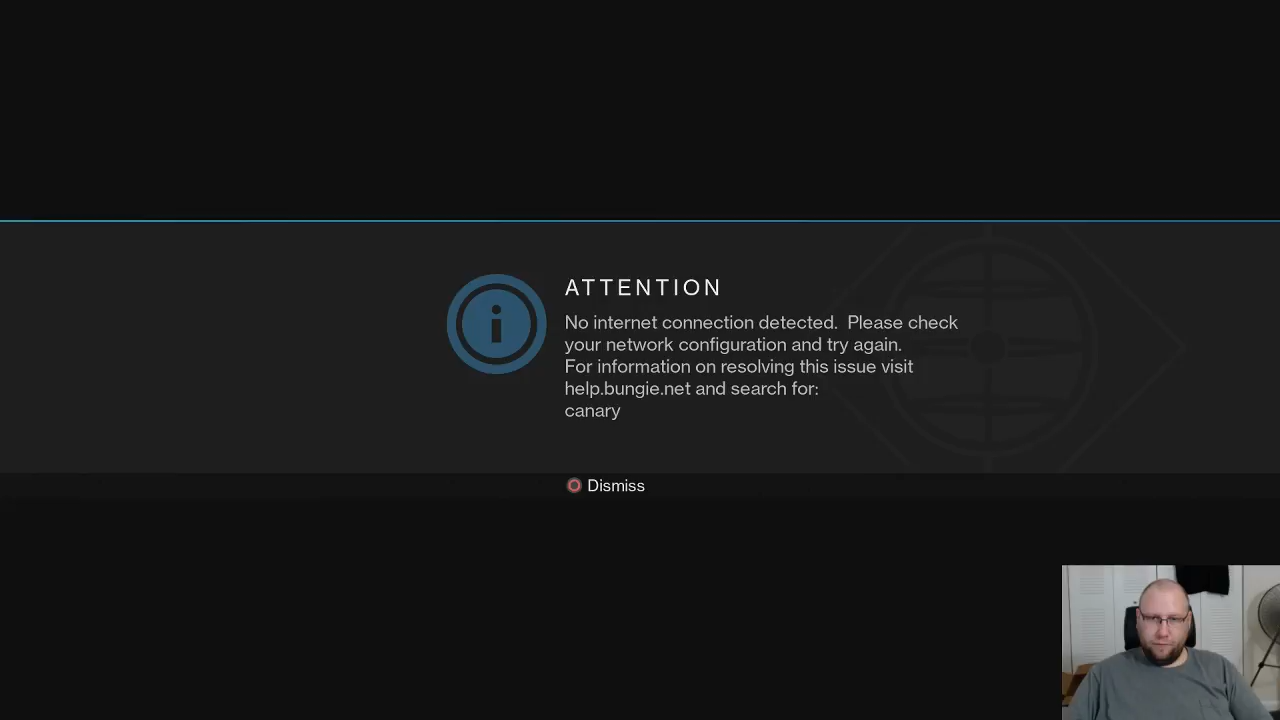 ATTENTION
No internet connection detected.  Please check
your network configuration and try again.
For information on resolving this issue visit
help.bungie.net and search for:
canary
Dismiss